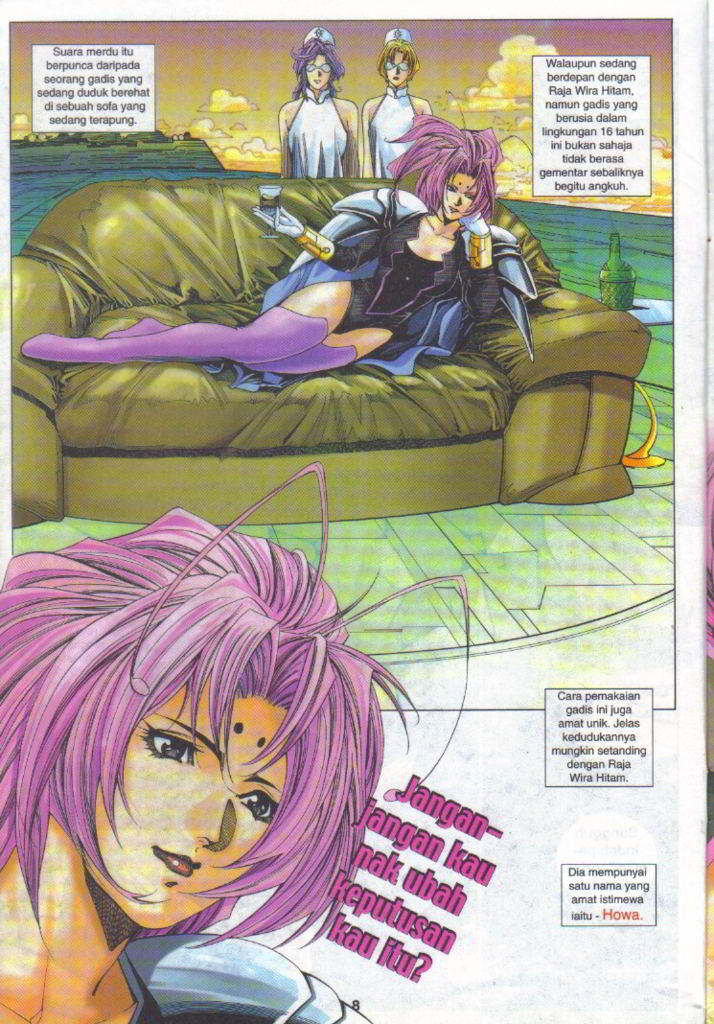 Suara merdu itu
berpunca daripada
seorang gadis yang
sedang duduk berehat
di sebuah sofa yang
sedang terapung.
Walaupun sedang
berdepan dengan
Raja Wira Hitam,
namun gadis yang
berusia dalam
lingkungan 16 tahun
ini bukan sahaja
tidak berasa
gementar sebaliknya
begitu angkuh.
Cara pemakaian
gadis ini juga
amat unik. Jelas
kedudukannya
mungkin setanding
dengan Raja
Wira Hitam.
Jangan-
jangan kau
nak ubah
keputusan
kau itu?
Dia mempunyai
satu nama yang
amat istimewa
iaitu - Howa.
8